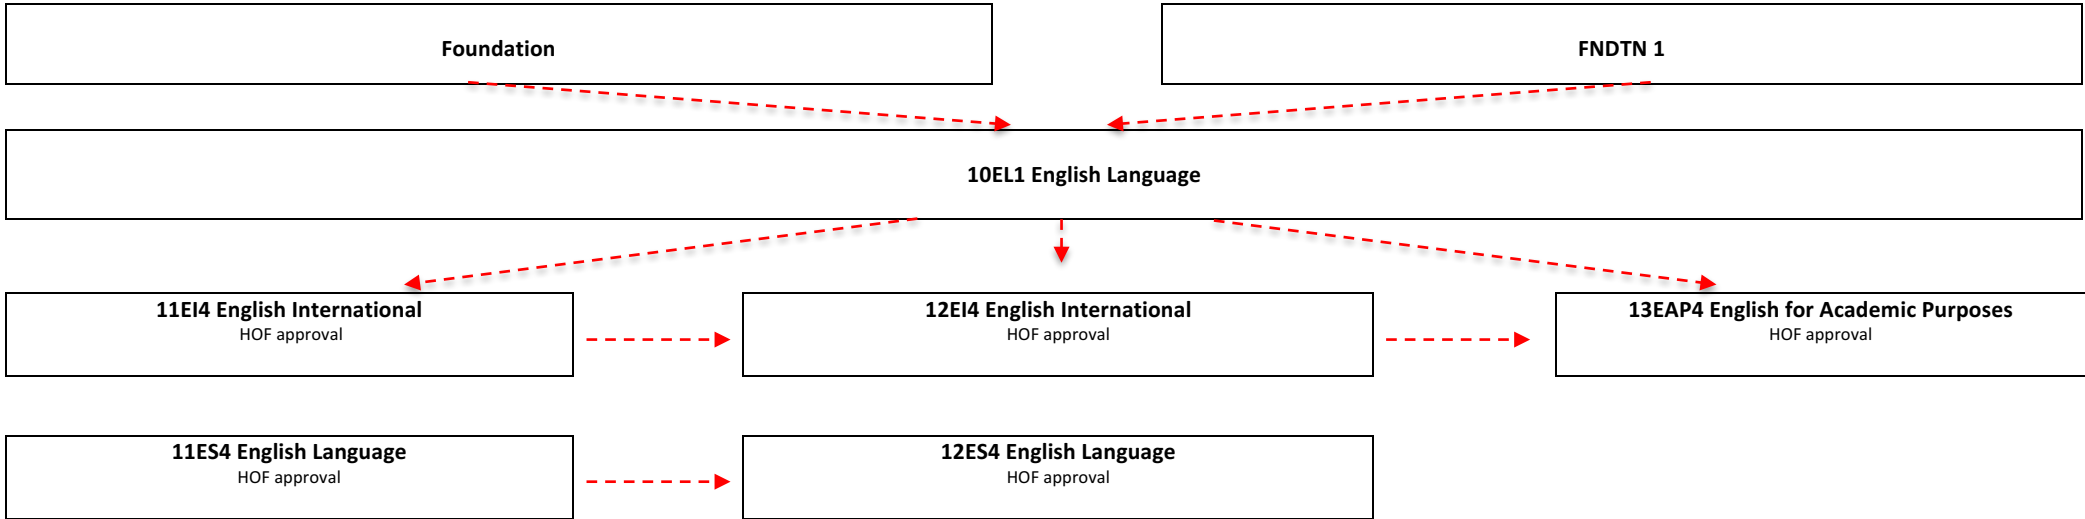 Foundation
FNDTN 1
10EL1 English Language
11EI4 English International
HOF approval
12EI4 English International
HOF approval
13EAP4 English for Academic Purposes
HOF approval
11ES4 English Language
HOF approval
12ES4 English Language
HOF approval